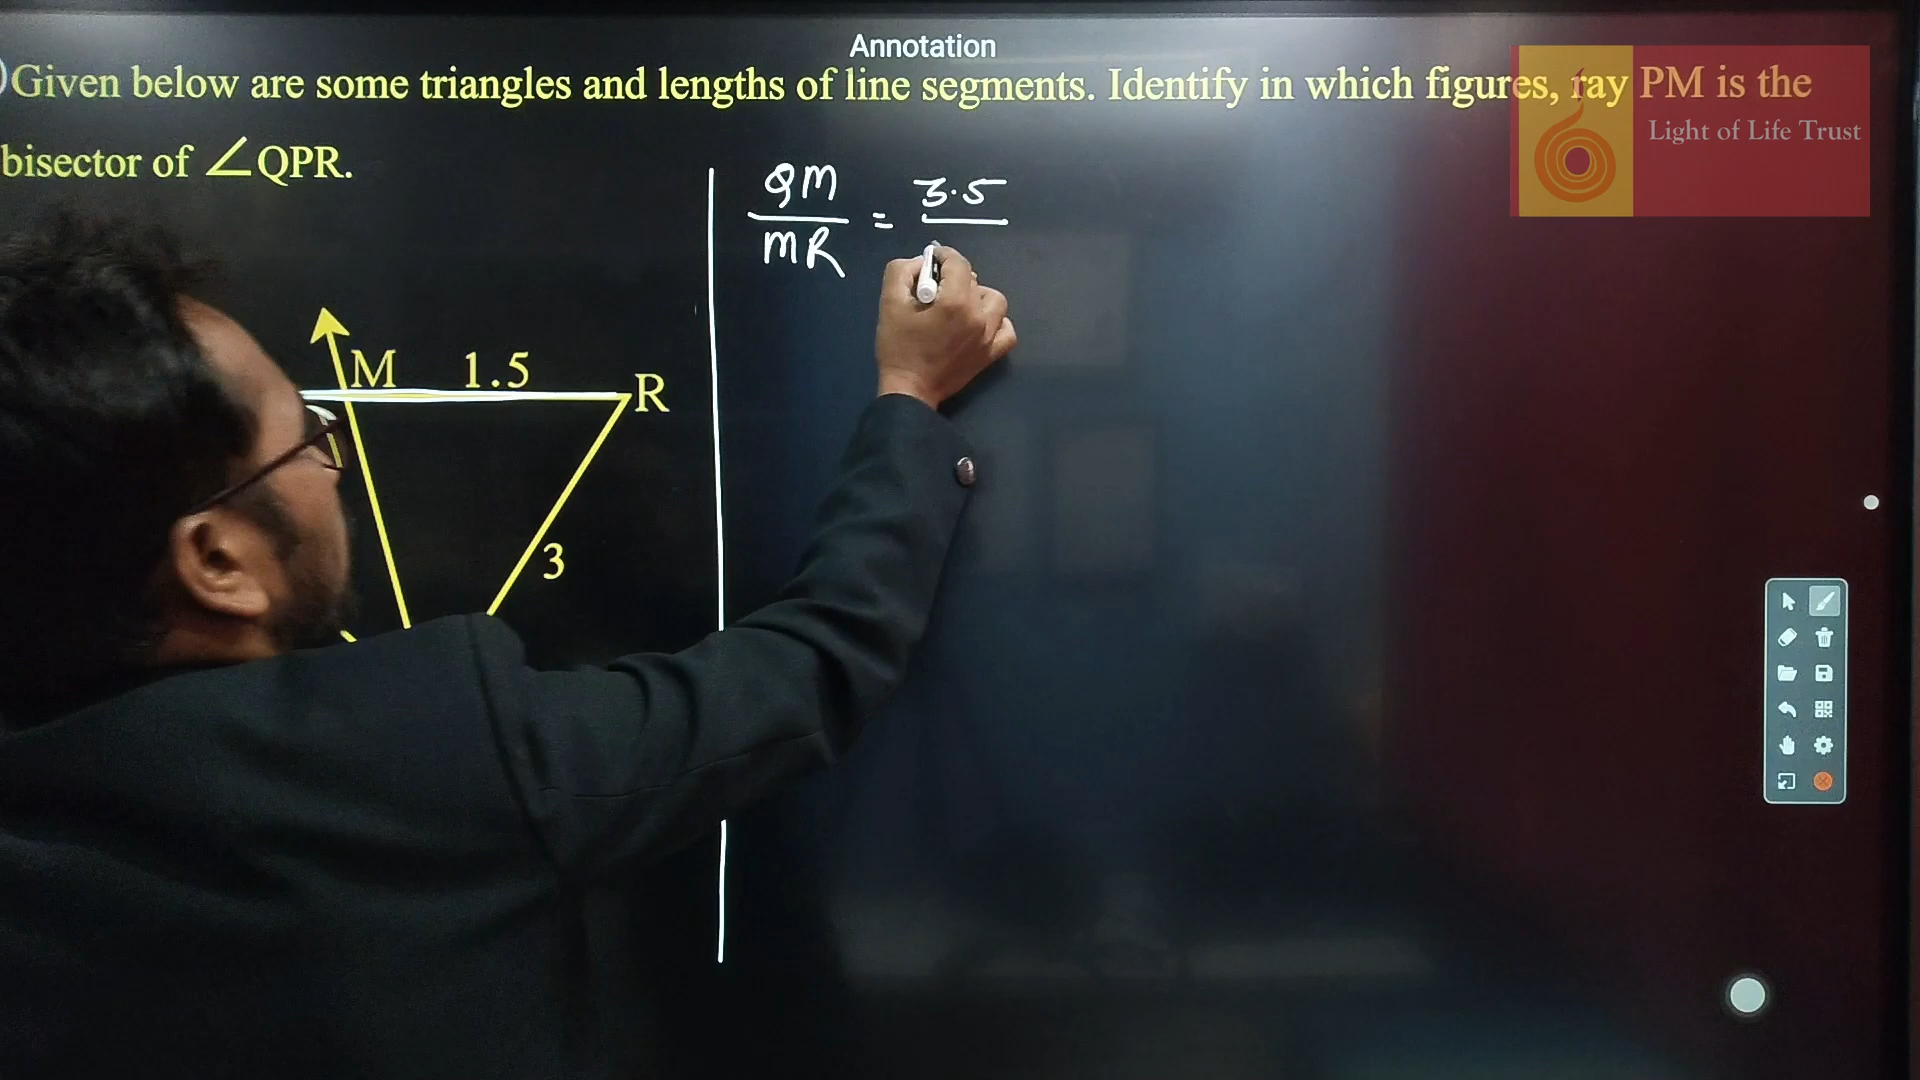 Annotation
Given below are some triangles and lengths of line segments. Identify in which figures, ray PM is the
bisector of ∠QPR.
Light of Life Trust
QM
MR
=
3.5
M
1.5
R
3